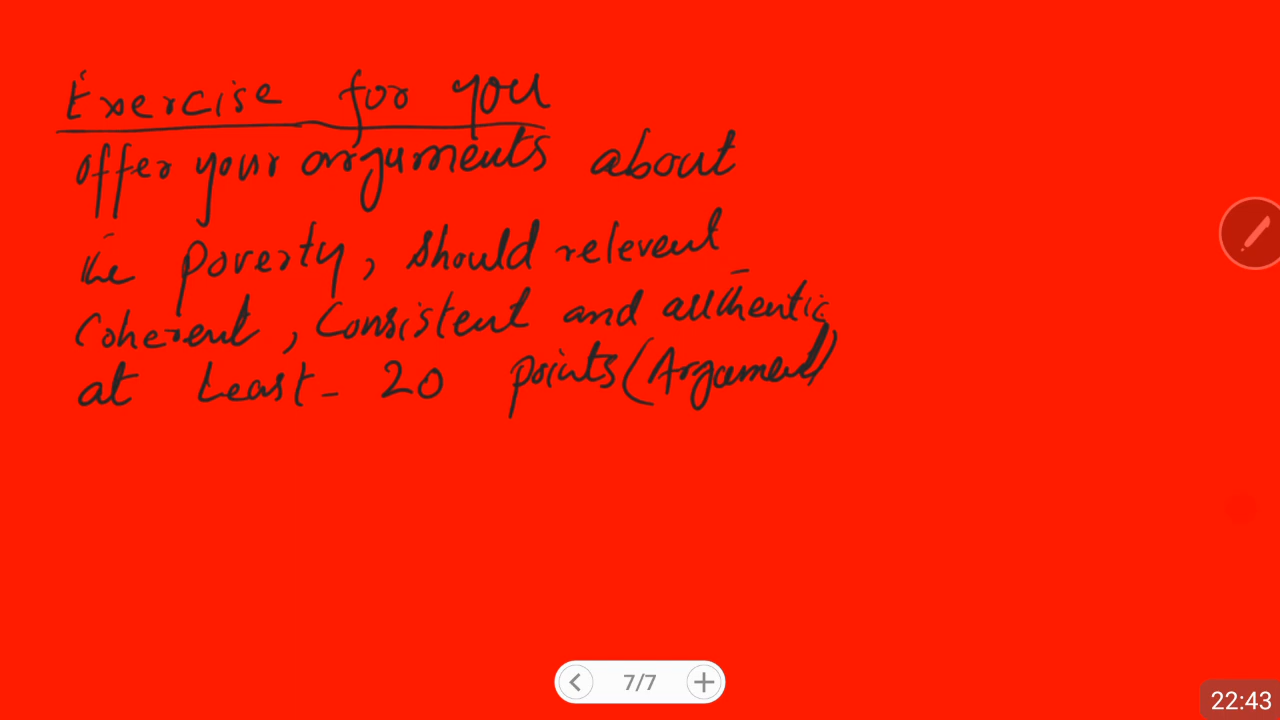 Exercise for you
offer your arguments about
the Poverty, should relevent
Coherent, Consistent and authentic
at Least - 20 points (Argument)
7/7
22:43